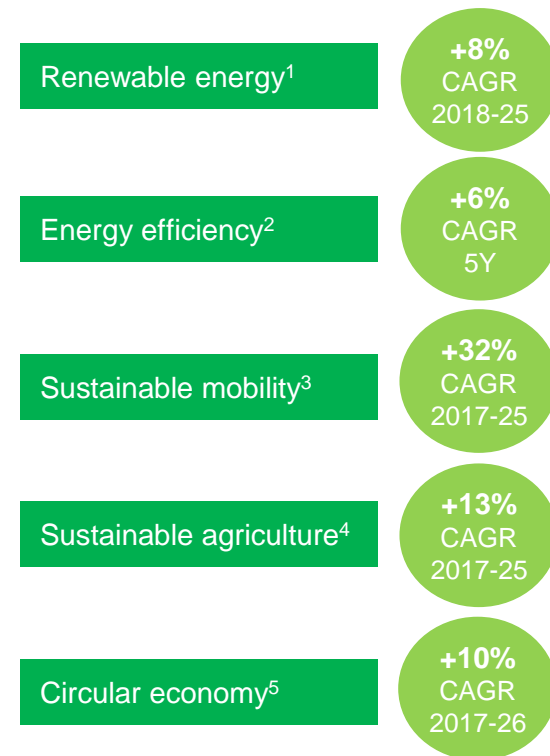 Renewable energy¹
+8%
CAGR
2018-25
Energy efficiency²
+6%
CAGR
5Y
Sustainable mobility³
+32%
CAGR
2017-25
Sustainable agriculture⁴
+13%
CAGR
2017-25
Circular economy⁵
+10%
CAGR
2017-26